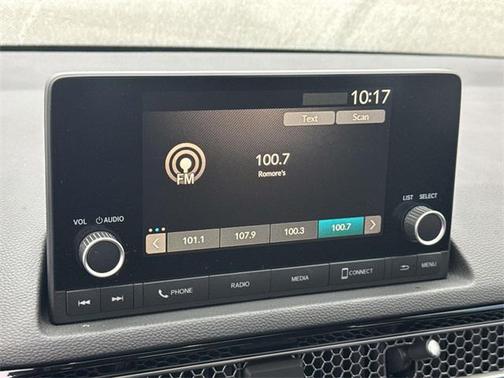 10:17
Text Scan
100.7
FM
Romore's
VOL AUDIO
LIST SELECT
101.1 107.9 100.3 100.7
PHONE RADIO MEDIA CONNECT MENU